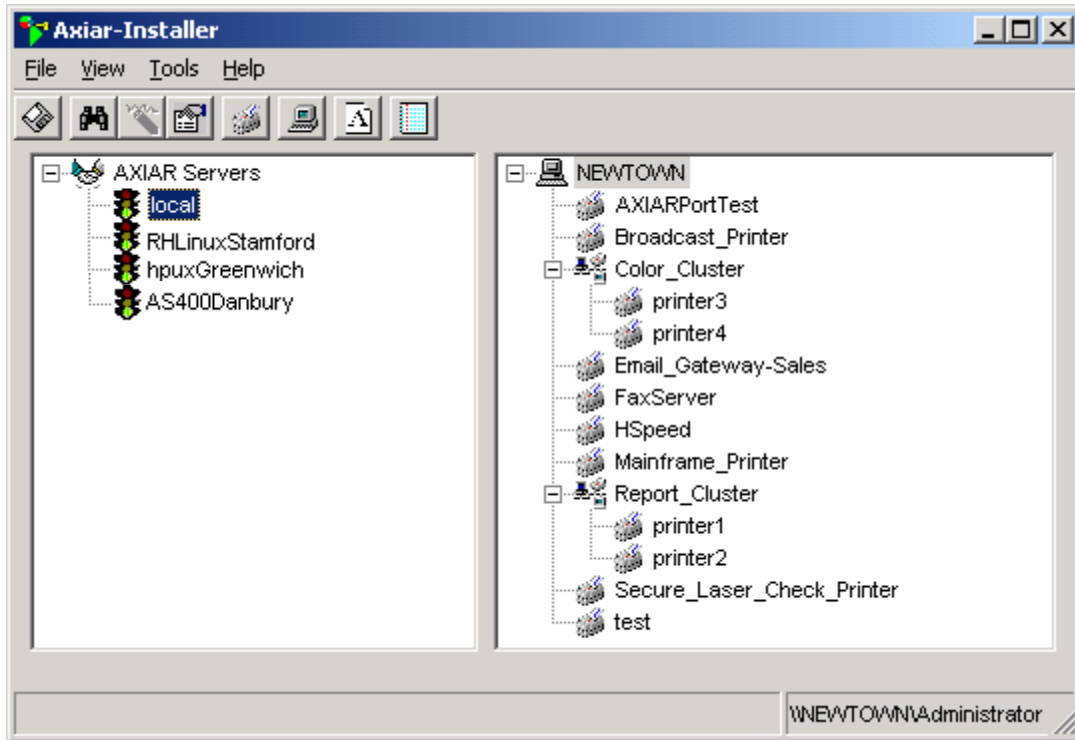 Axiar-Installer
File View Tools Help
A
AXIAR Servers
local
RHLinuxStamford
hpuxGreenwich
AS400Danbury
NEWTOWN
AXIARPortTest
Broadcast_Printer
Color_Cluster
printer3
printer4
Email_Gateway-Sales
FaxServer
HSpeed
Mainframe_Printer
Report_Cluster
printer1
printer2
Secure_Laser_Check_Printer
test
\\NEWTOWN\Administrator